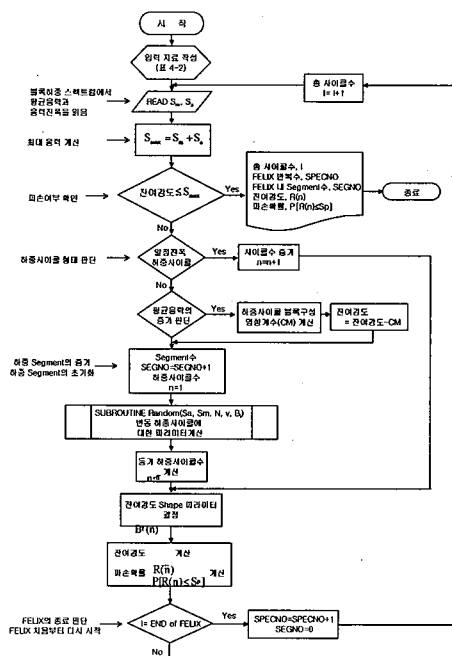 시 작
입력 자료 작성
(표 4-2)
블록하중 스펙트럼에서
평균응력과
응력진폭을 읽음
READ Sm, Sa
총 사이클수
I= I+1
최대 응력 계산
Smax = Sm + Sa
파손여부 확인
잔여강도≤Smax
Yes
No
총 사이클수, I
FELIX 반복수, SPECNO
FELIX 내 Segment수, SEGNO
잔여강도, R(n)
파손확률, P[R(n)≤Sp]
종료
하중사이클 형태 판단
일정진폭
하중사이클
Yes
No
사이클수 증가
n=n+1
평균응력의
증가 판단
Yes
No
하중사이클 블록구성
영향계수(CM) 계산
잔여강도
= 잔여강도-CM
하중 Segment의 증가
하중 Segment의 초기화
Segment수
SEGNO=SEGNO+1
하중사이클수
n=1
SUBROUTINE Random(Sa, Sm, N, v, B)
변동 하중사이클에
대한 파라미터계산
등가 하중사이클수
계산
잔여강도 Shape 파라미터
결정
잔여강도 계산
R(n)
파손확률 계산
P[R(n)≤Sp]
FELIX의 종료 판단
FELIX 처음부터 다시 시작
I= END of FELIX
Yes
No
SPECNO=SPECNO+1
SEGNO=0